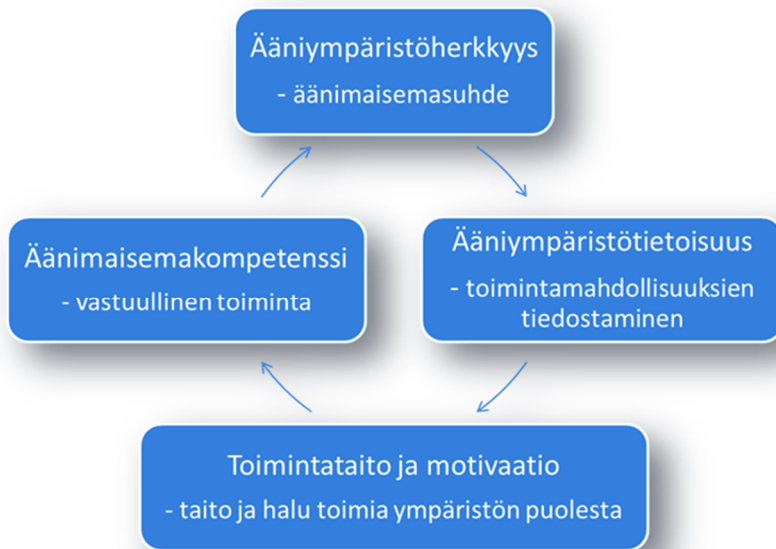 Ääniympäristöherkkyys
- äänimaisemasuhde
Äänimaisemakompetenssi
- vastuullinen toiminta
Ääniympäristötietoisuus
- toimintamahdollisuuksien
tiedostaminen
Toimintataito ja motivaatio
- taito ja halu toimia ympäristön puolesta